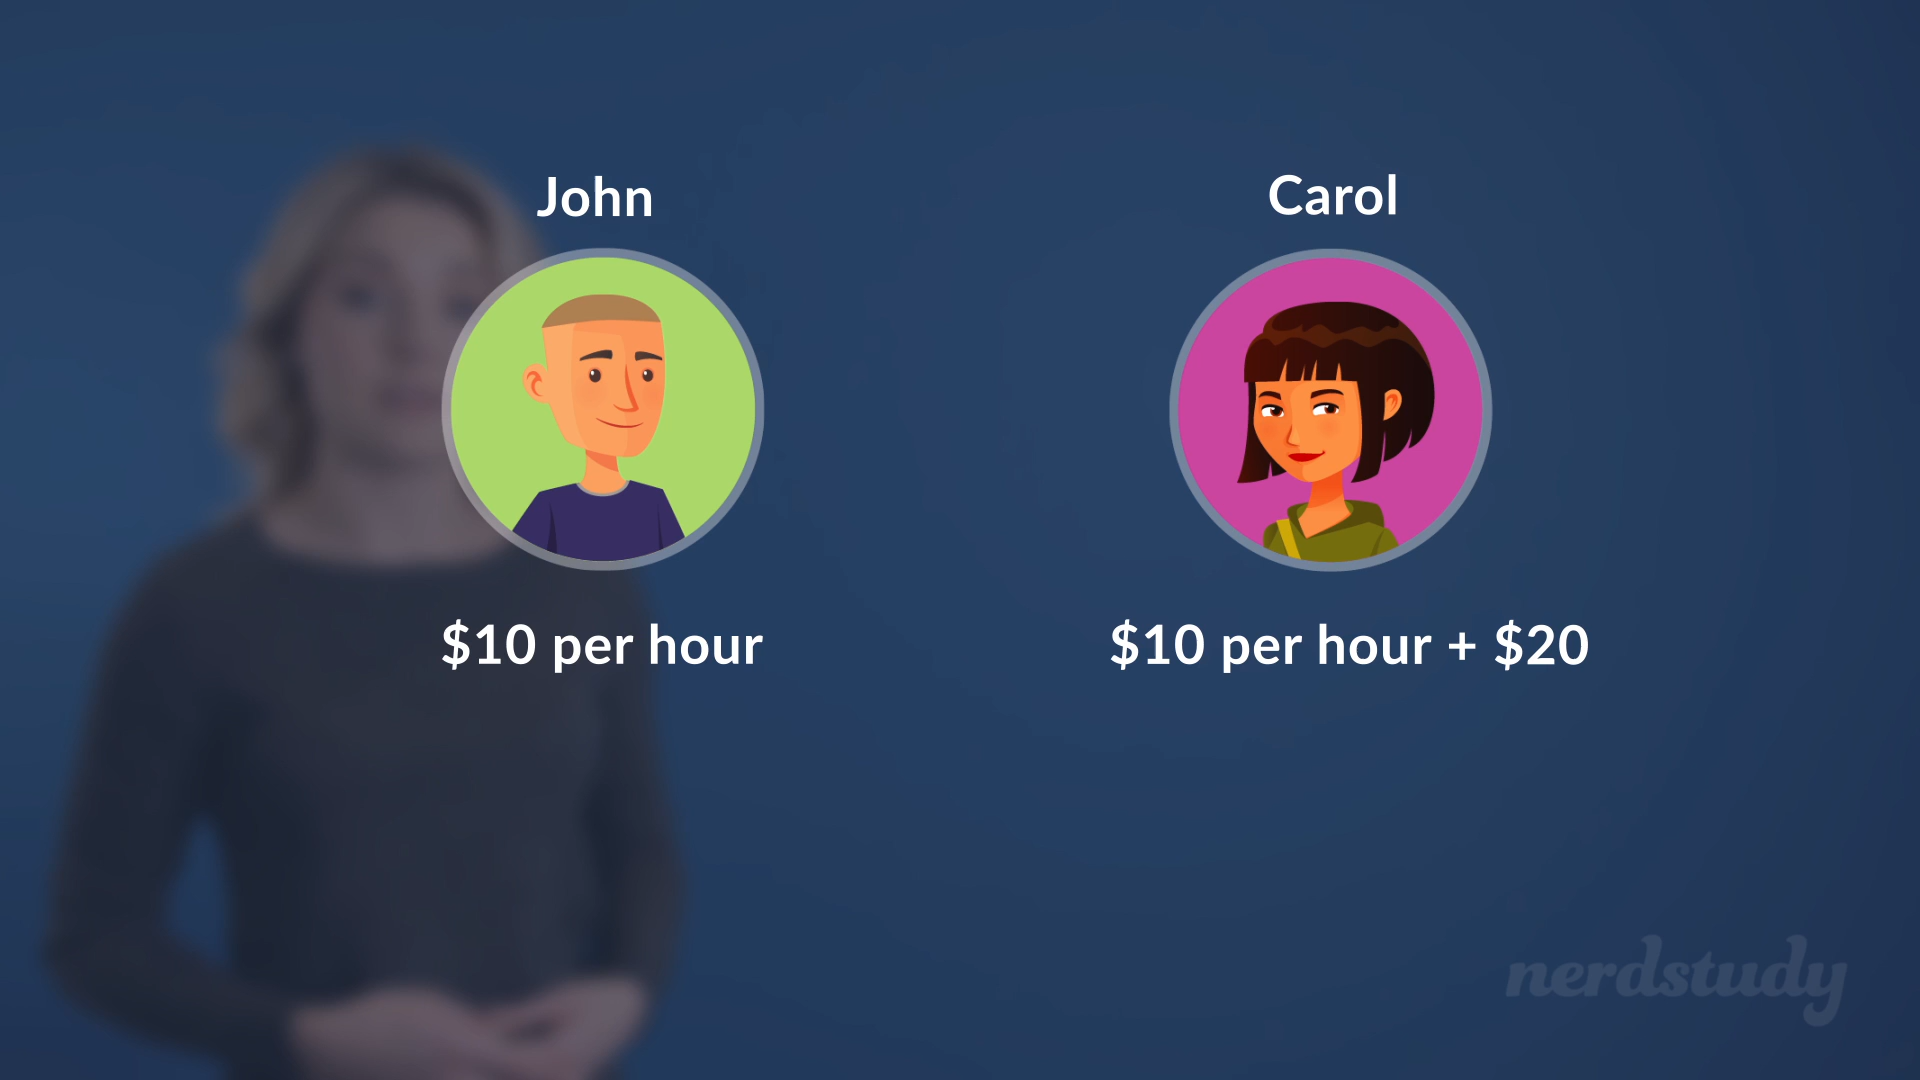 John
Carol
$10 per hour
$10 per hour + $20
nerdstudy